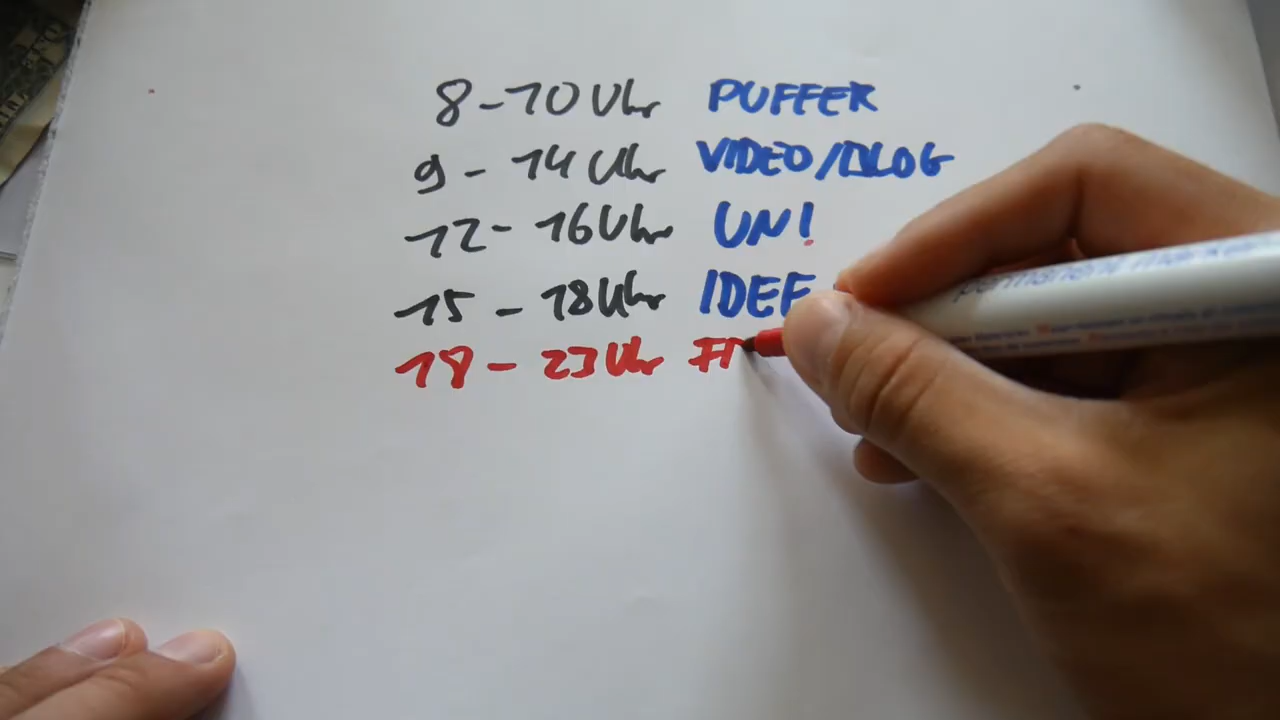 8-10 Uhr PUFFER
9 - 14 Uhr VIDEO/BLOG
12 - 16 Uhr UNI
15 - 18 Uhr IDEE
18 - 23 Uhr